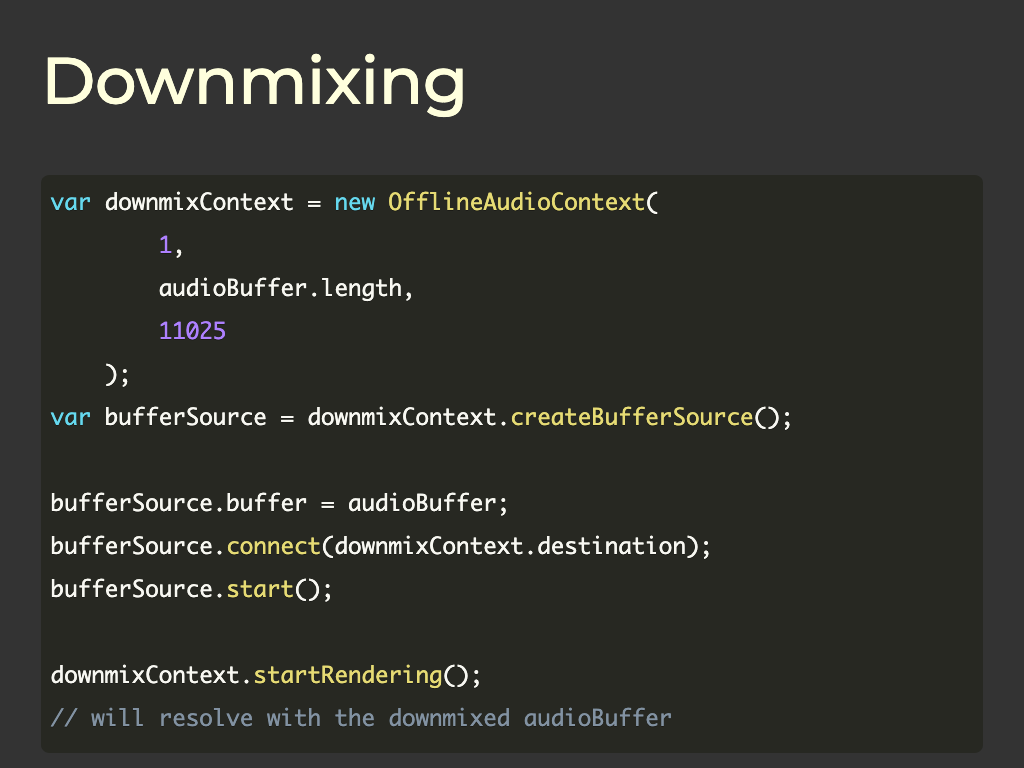 Downmixing
var downmixContext = new OfflineAudioContext(
        1,
        audioBuffer.length,
        11025
    );
var bufferSource = downmixContext.createBufferSource();
bufferSource.buffer = audioBuffer;
bufferSource.connect(downmixContext.destination);
bufferSource.start();
downmixContext.startRendering();
// will resolve with the downmixed audioBuffer